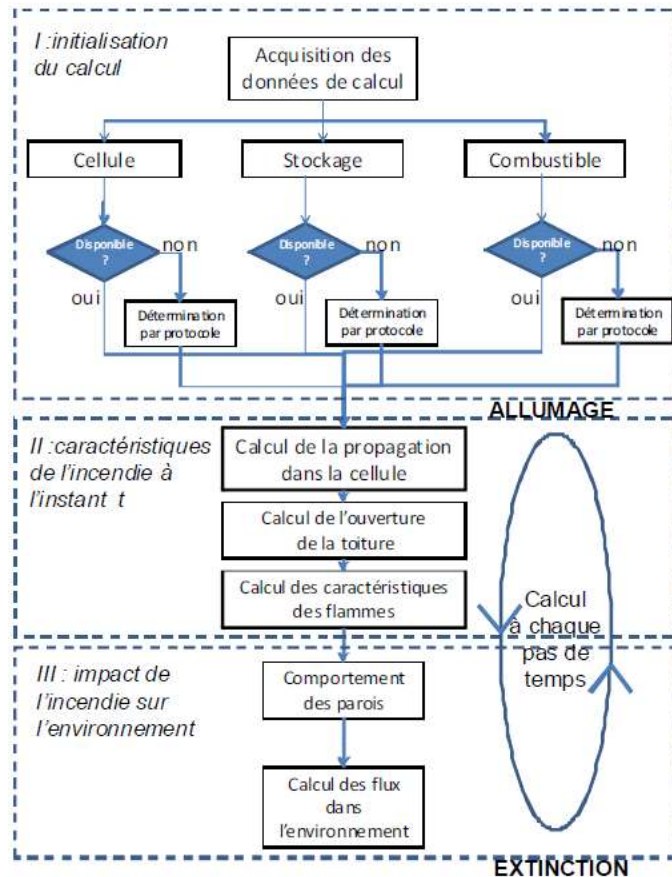 I :initialisation
du calcul
Acquisition des
données de calcul
Cellule
Stockage
Combustible
Disponible
?
non
oui
Détermination
par protocole
Disponible
?
non
oui
Détermination
par protocole
Disponible
?
non
oui
Détermination
par protocole
ALLUMAGE
II :caractéristiques
de l'incendie à
l'instant t
Calcul de la propagation
dans la cellule
Calcul de l'ouverture
de la toiture
Calcul des caractéristiques
des flammes
Calcul
à chaque
pas de
temps
III : impact de
l'incendie sur
l'environnement
Comportement
des parois
Calcul des flux
dans
l'environnement
EXTINCTION